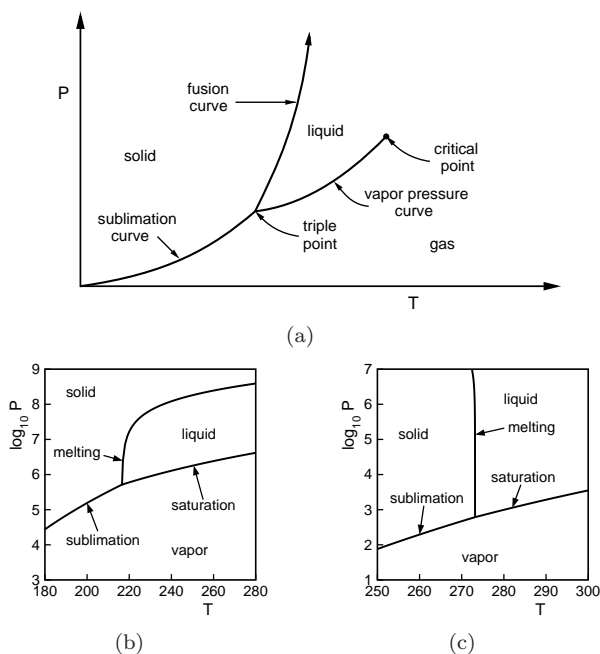 P
fusion
curve
liquid
solid
critical
point
vapor pressure
curve
sublimation
curve
triple
point
gas
T
(a)
9
8
7
6
5
4
3
log10 P
solid
melting
liquid
saturation
sublimation
vapor
180 200 220 240 260 280
T
(b)
7
6
5
4
3
2
1
log10 P
solid
liquid
melting
saturation
sublimation
vapor
250 260 270 280 290 300
T
(c)